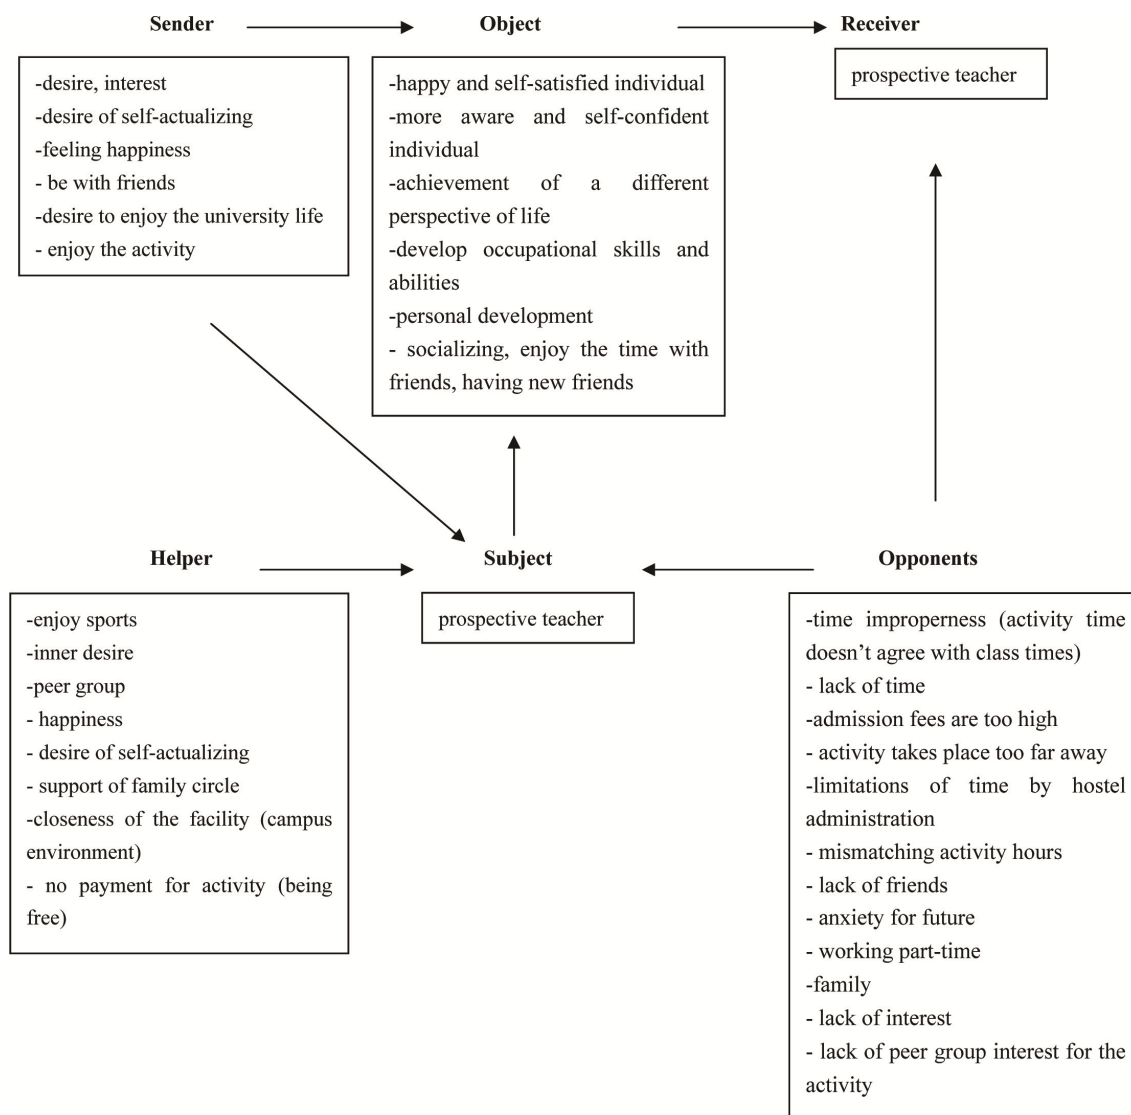 Sender
Object
Receiver
-desire, interest
-desire of self-actualizing
-feeling happiness
- be with friends
-desire to enjoy the university life
- enjoy the activity
-happy and self-satisfied individual
-more aware and self-confident
individual
-achievement of a different
perspective of life
-develop occupational skills and
abilities
-personal development
- socializing, enjoy the time with
friends, having new friends
prospective teacher
Helper
Subject
Opponents
-enjoy sports
-inner desire
-peer group
- happiness
- desire of self-actualizing
- support of family circle
-closeness of the facility (campus
environment)
- no payment for activity (being
free)
prospective teacher
-time improperness (activity time
doesn’t agree with class times)
- lack of time
-admission fees are too high
- activity takes place too far away
-limitations of time by hostel
administration
- mismatching activity hours
- lack of friends
- anxiety for future
- working part-time
-family
- lack of interest
- lack of peer group interest for the
activity